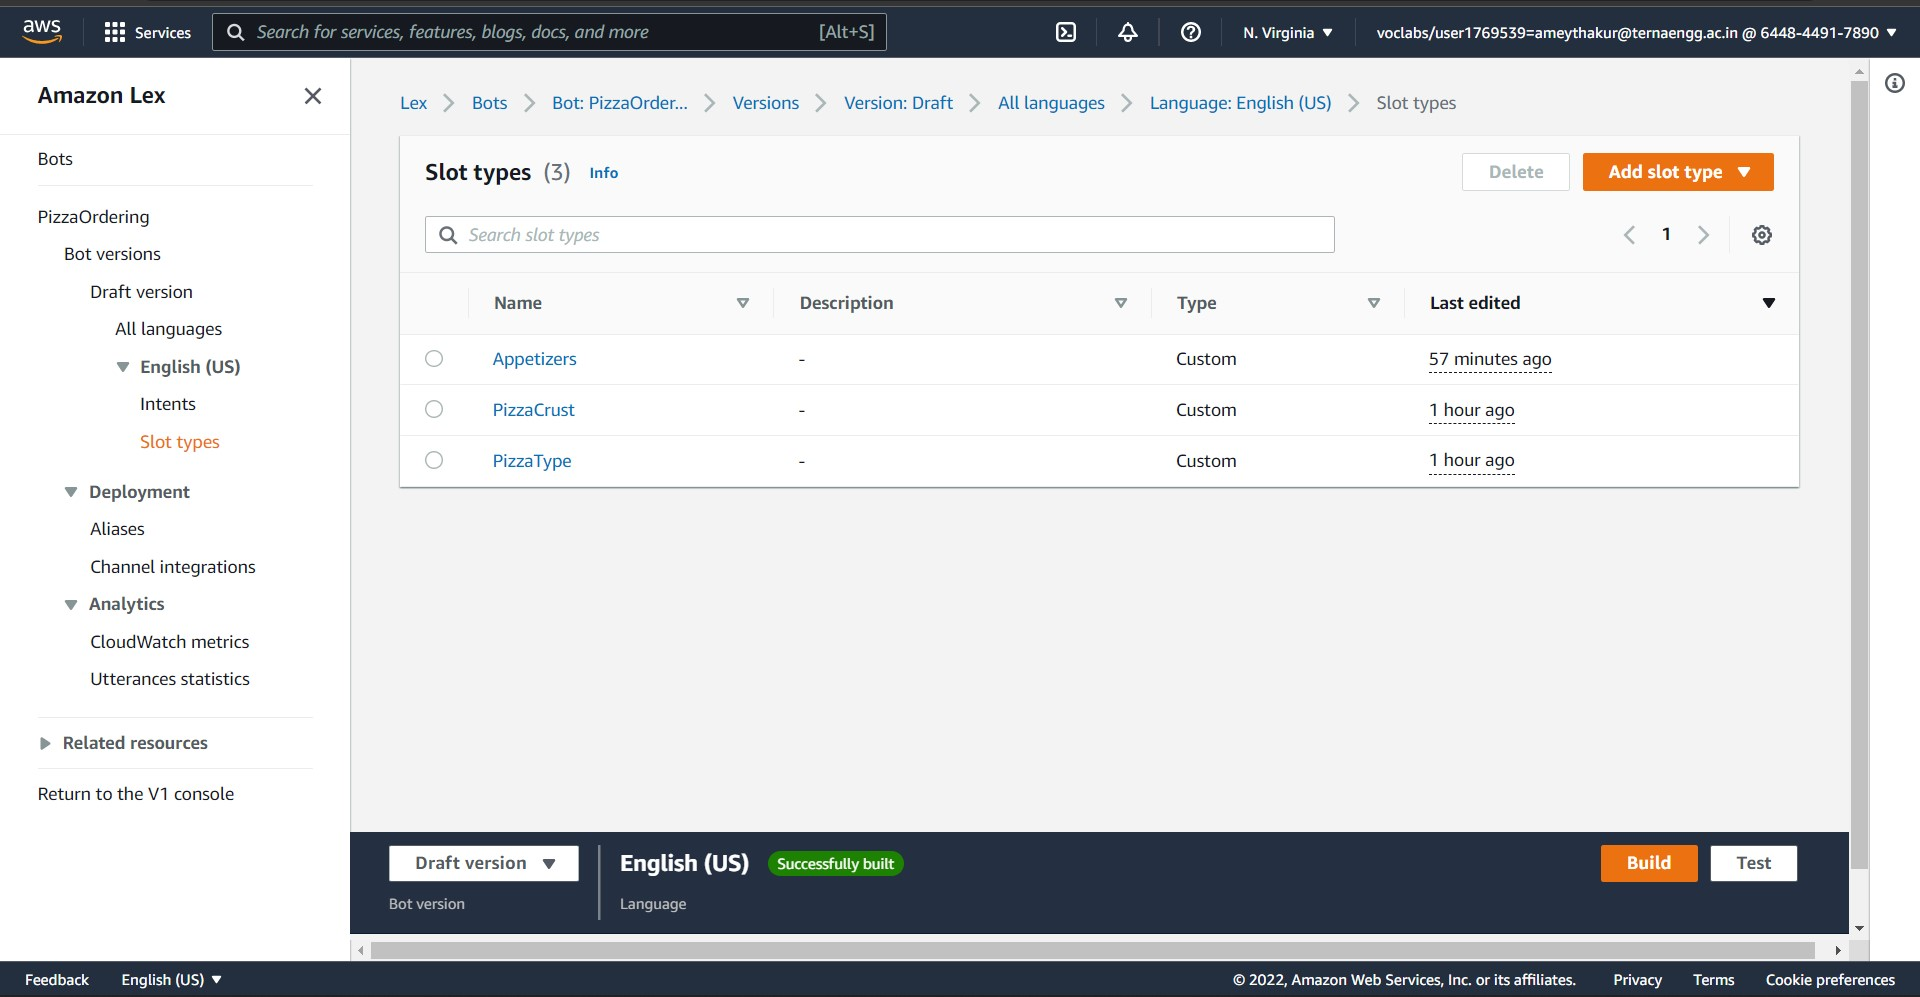 aws Services Search for services, features, blogs, docs, and more [Alt+S] N. Virginia voclabs/user1769539=ameythakur@ternaengg.ac.in @ 6448-4491-7890
Amazon Lex
Bots
PizzaOrdering
Bot versions
Draft version
All languages
English (US)
Intents
Slot types
Deployment
Aliases
Channel integrations
Analytics
CloudWatch metrics
Utterances statistics
Related resources
Return to the V1 console
Lex Bots Bot: PizzaOrder... Versions Version: Draft All languages Language: English (US) Slot types
Slot types (3) Info Delete Add slot type
Search slot types 1
Name Description Type Last edited
Appetizers - Custom 57 minutes ago
PizzaCrust - Custom 1 hour ago
PizzaType - Custom 1 hour ago
Draft version English (US) Successfully built Build Test
Bot version Language
Feedback English (US) © 2022, Amazon Web Services, Inc. or its affiliates. Privacy Terms Cookie preferences